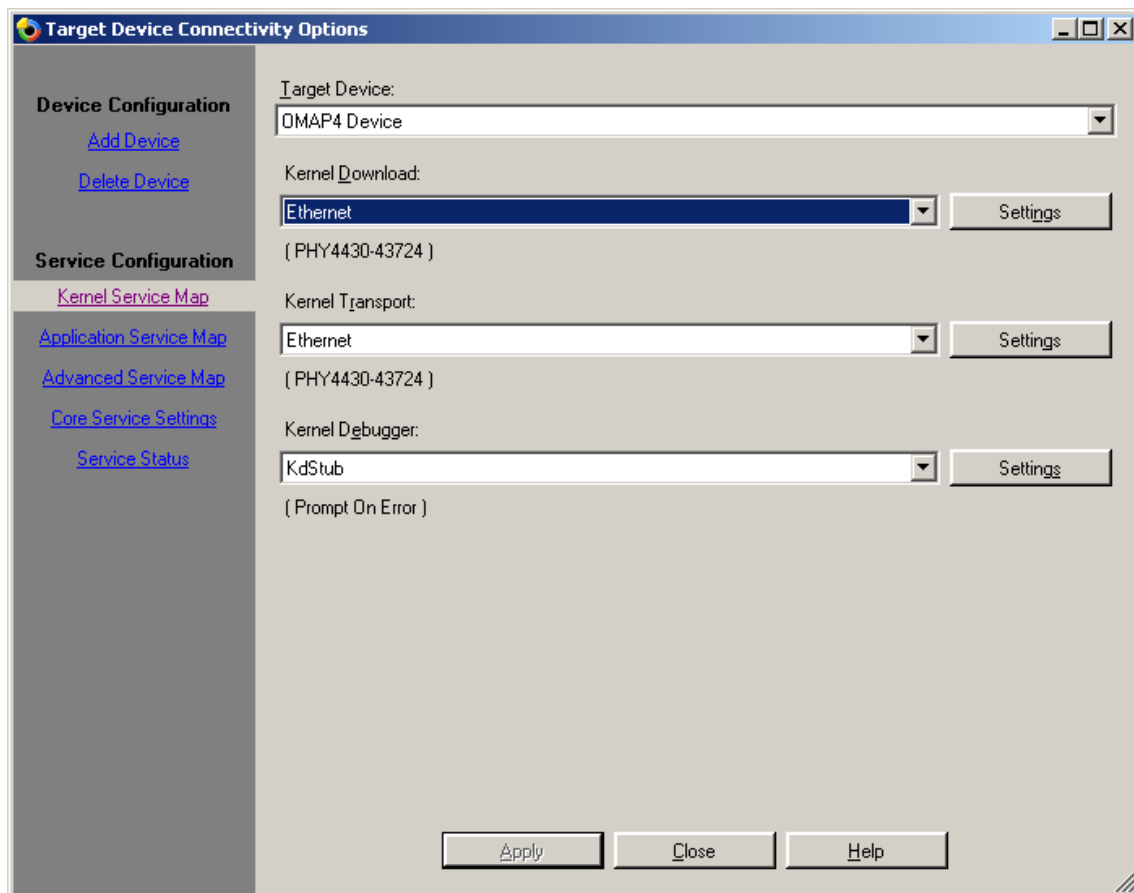 Target Device Connectivity Options
Device Configuration
Add Device
Delete Device
Service Configuration
Kernel Service Map
Application Service Map
Advanced Service Map
Core Service Settings
Service Status
Target Device:
OMAP4 Device
Kernel Download:
Ethernet
Settings
( PHY4430-43724 )
Kernel Transport:
Ethernet
Settings
( PHY4430-43724 )
Kernel Debugger:
KdStub
Settings
( Prompt On Error )
Apply
Close
Help